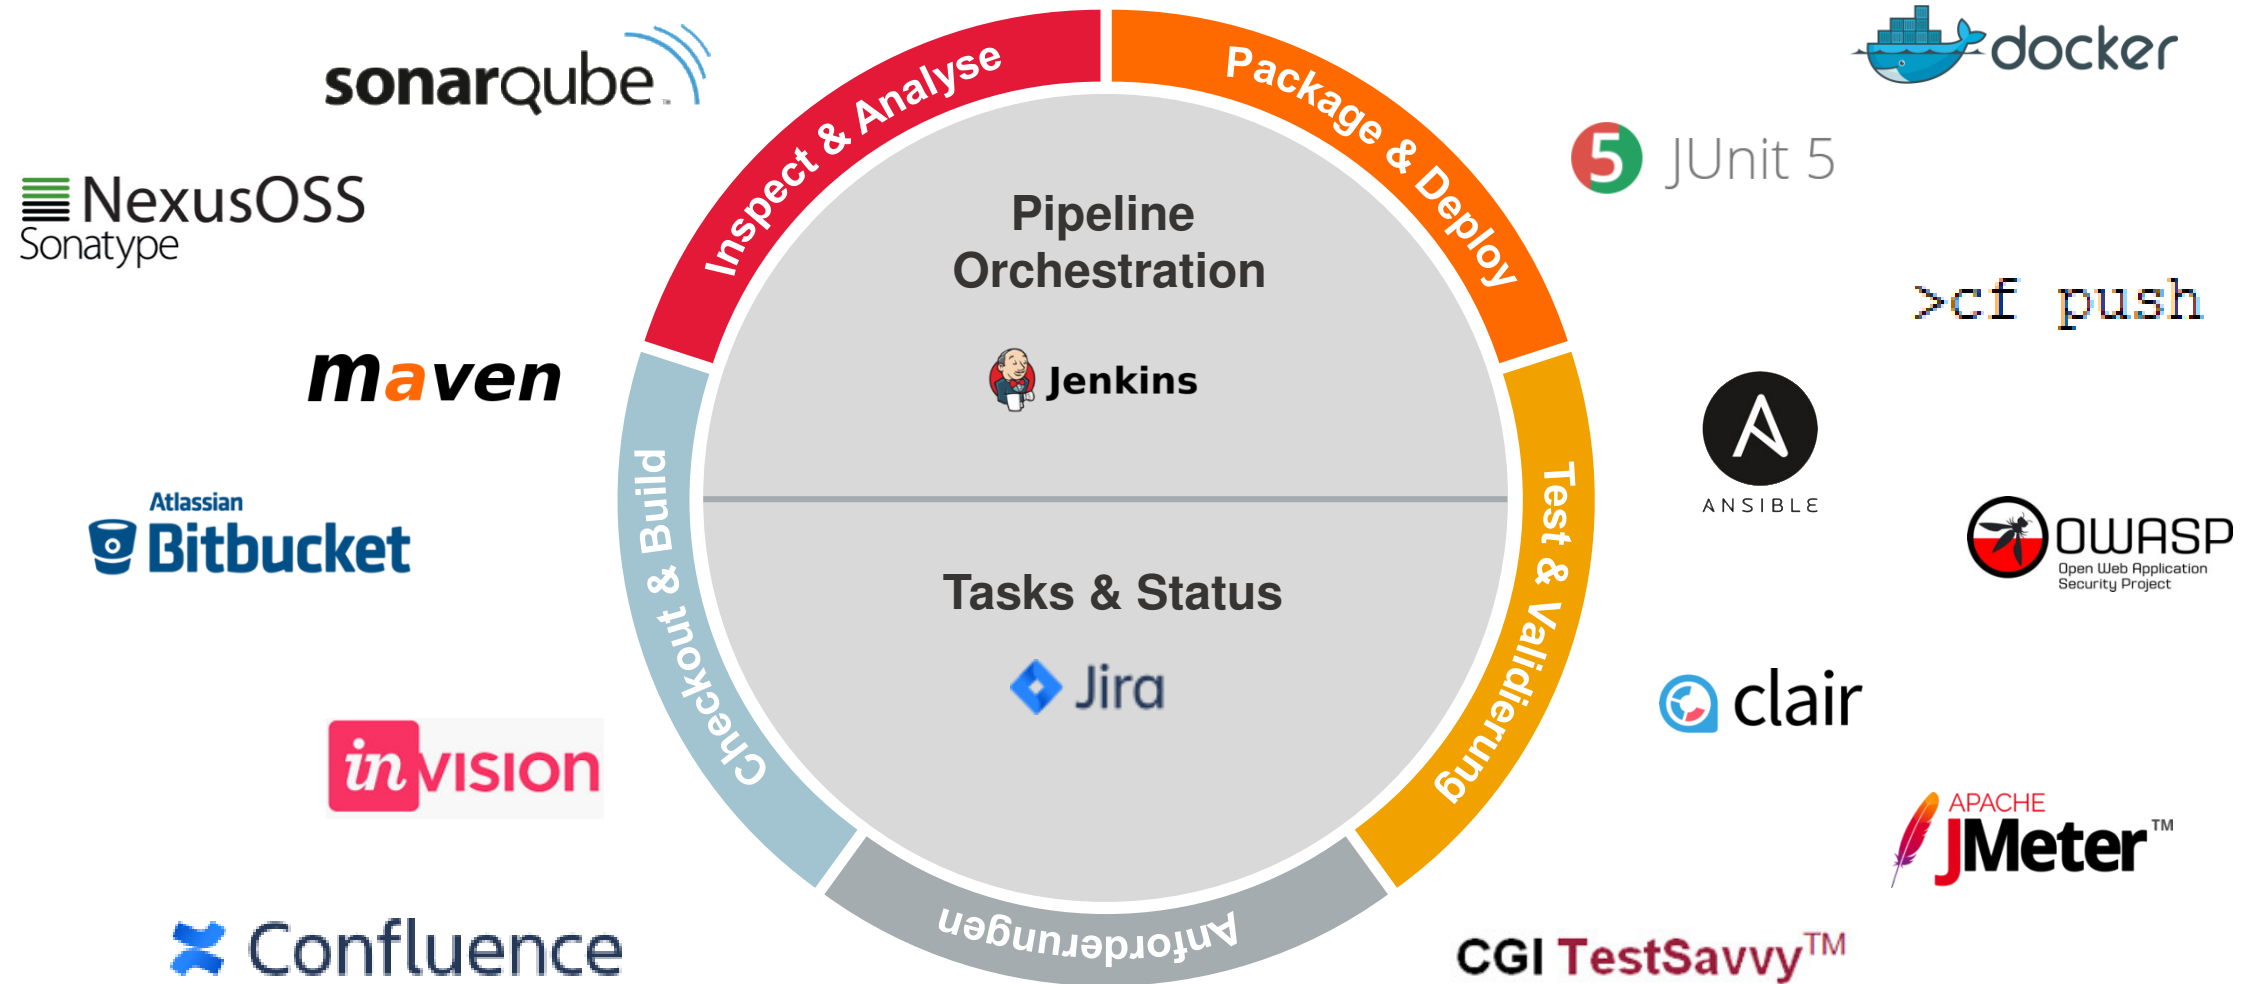 sonarqube™
NexusOSS
Sonatype
maven
Atlassian
Bitbucket
invision
Confluence
Inspect & Analyse
Package & Deploy
Checkout & Build
Test & Validierung
Anforderungen
Pipeline
Orchestration
Jenkins
Tasks & Status
Jira
docker
5 JUnit 5
>cf push
ANSIBLE
OWASP
Open Web Application
Security Project
clair
APACHE
JMeter™
CGI TestSavvy™